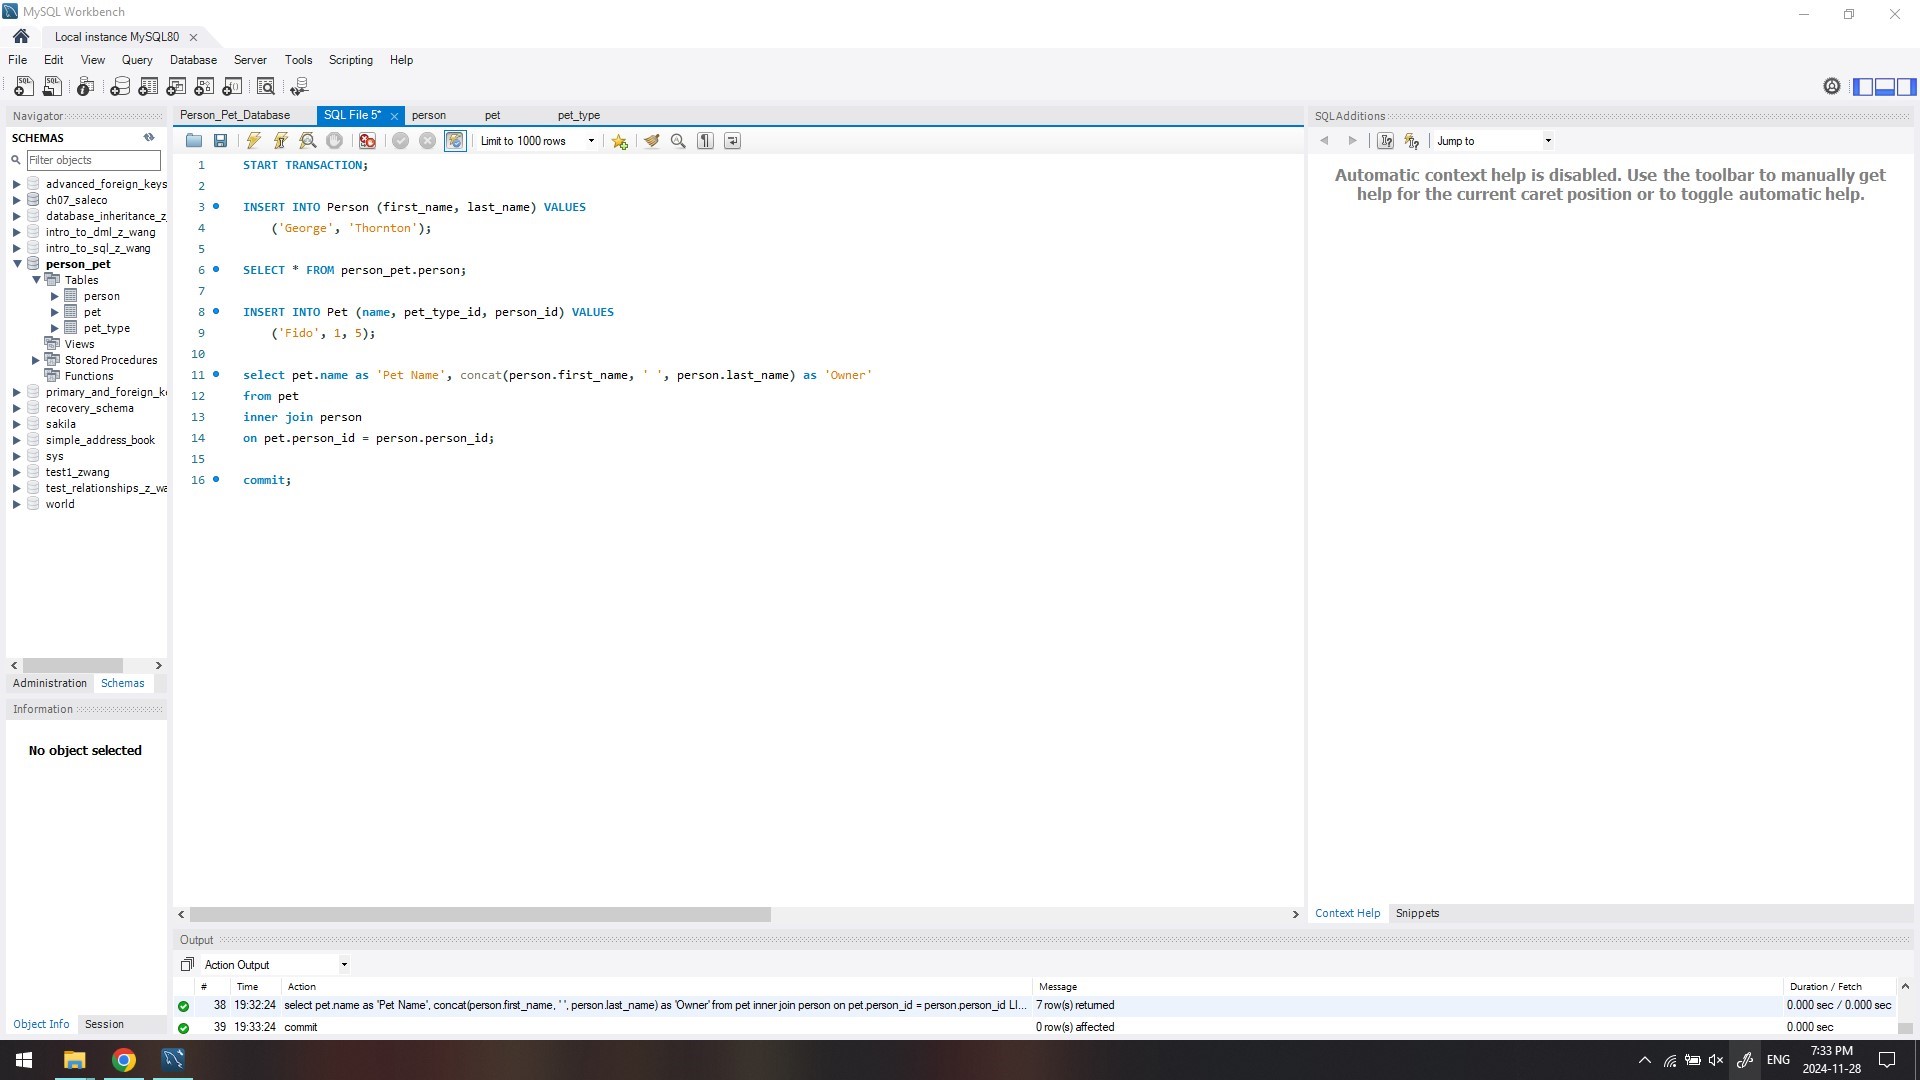 MySQL Workbench
Local instance MySQL80
File Edit View Query Database Server Tools Scripting Help
Navigator
SCHEMAS
Filter objects
advanced_foreign_keys
ch07_saleco
database_inheritance_z_
intro_to_dml_z_wang
intro_to_sql_z_wang
person_pet
Tables
person
pet
pet_type
Views
Stored Procedures
Functions
primary_and_foreign_k
recovery_schema
sakila
simple_address_book
sys
test1_zwang
test_relationships_z_wa
world
Administration Schemas
Information
No object selected
Object Info Session
Person_Pet_Database SQL File 5* person pet pet_type
Limit to 1000 rows
1 START TRANSACTION;
2
3 INSERT INTO Person (first_name, last_name) VALUES
4 ('George', 'Thornton');
5
6 SELECT * FROM person_pet.person;
7
8 INSERT INTO Pet (name, pet_type_id, person_id) VALUES
9 ('Fido', 1, 5);
10
11 select pet.name as 'Pet Name', concat(person.first_name, ' ', person.last_name) as 'Owner'
12 from pet
13 inner join person
14 on pet.person_id = person.person_id;
15
16 commit;
SQLAdditions
Jump to
Automatic context help is disabled. Use the toolbar to manually get
help for the current caret position or to toggle automatic help.
Context Help Snippets
Output
Action Output
# Time Action Message Duration / Fetch
38 19:32:24 select pet.name as 'Pet Name', concat(person.first_name, ' ', person.last_name) as 'Owner' from pet inner join person on pet.person_id = person.person_id LI... 7 row(s) returned 0.000 sec / 0.000 sec
39 19:33:24 commit 0 row(s) affected 0.000 sec
ENG
7:33 PM
2024-11-28